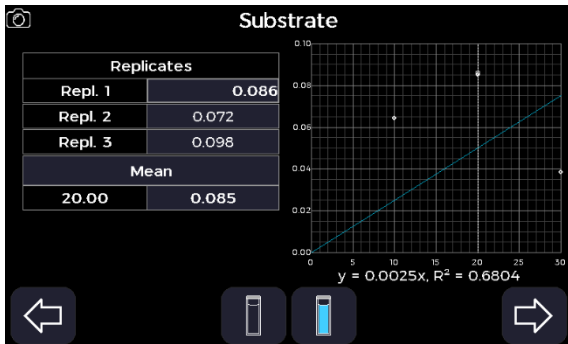 Substrate
Replicates
Repl. 1 0.086
Repl. 2 0.072
Repl. 3 0.098
Mean
20.00 0.085
0.10
0.08
0.06
0.04
0.02
0.00
0 5 10 15 20 25 30
y = 0.0025x, R² = 0.6804